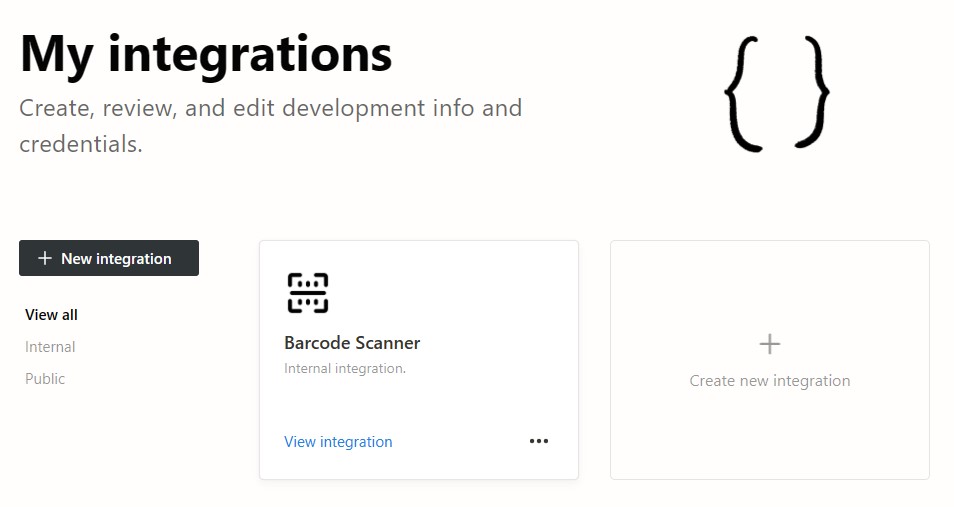 My integrations
Create, review, and edit development info and
credentials.
New integration
View all
Internal
Public
Barcode Scanner
Internal integration.
View integration
Create new integration